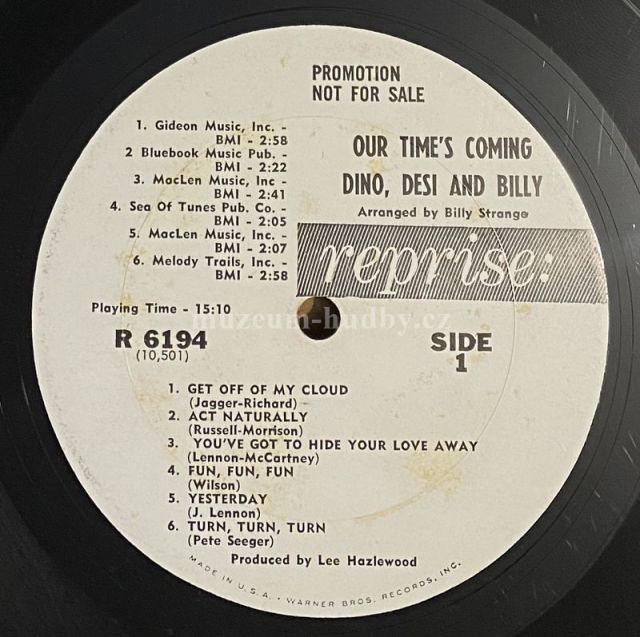 PROMOTION
NOT FOR SALE
1. Gideon Music, Inc. -
BMI - 2:58
2 Bluebook Music Pub. -
BMI - 2:22
3. MacLen Music, Inc -
BMI - 2:41
4. Sea Of Tunes Pub. Co. -
BMI - 2:05
5. MacLen Music, Inc. -
BMI - 2:07
6. Melody Trails, Inc. -
BMI - 2:58
OUR TIME'S COMING
DINO, DESI AND BILLY
Arranged by Billy Strange
reprise:
Playing Time - 15:10
muzeum-hudby.cz
R 6194
(10,501)
SIDE
1
1. GET OFF OF MY CLOUD
(Jagger-Richard)
2. ACT NATURALLY
(Russell-Morrison)
3. YOU'VE GOT TO HIDE YOUR LOVE AWAY
(Lennon-McCartney)
4. FUN, FUN, FUN
(Wilson)
5. YESTERDAY
(J. Lennon)
6. TURN, TURN, TURN
(Pete Seeger)
Produced by Lee Hazlewood
MADE IN U.S.A. • WARNER BROS. RECORDS, INC.